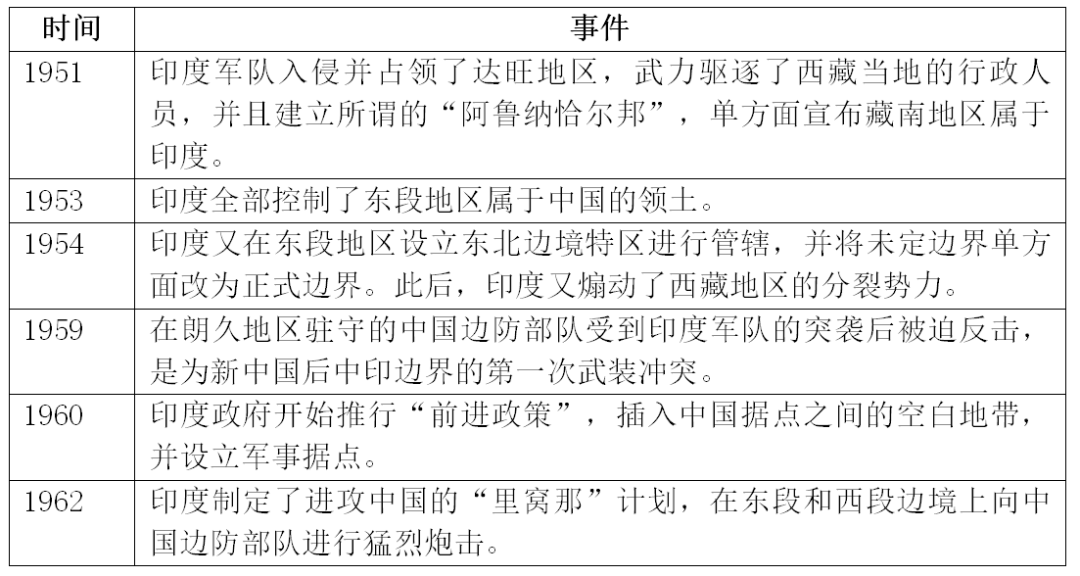 时间 事件
1951 印度军队入侵并占领了达旺地区，武力驱逐了西藏当地的行政人
员，并且建立所谓的“阿鲁纳恰尔邦”，单方面宣布藏南地区属于
印度。
1953 印度全部控制了东段地区属于中国的领土。
1954 印度又在东段地区设立东北边境特区进行管辖，并将未定边界单方
面改为正式边界。此后，印度又煽动了西藏地区的分裂势力。
1959 在朗久地区驻守的中国边防部队受到印度军队的突袭后被迫反击，
是为新中国后中印边界的第一次武装冲突。
1960 印度政府开始推行“前进政策”，插入中国据点之间的空白地带，
并设立军事据点。
1962 印度制定了进攻中国的“里窝那”计划，在东段和西段边境上向中
国边防部队进行猛烈炮击。